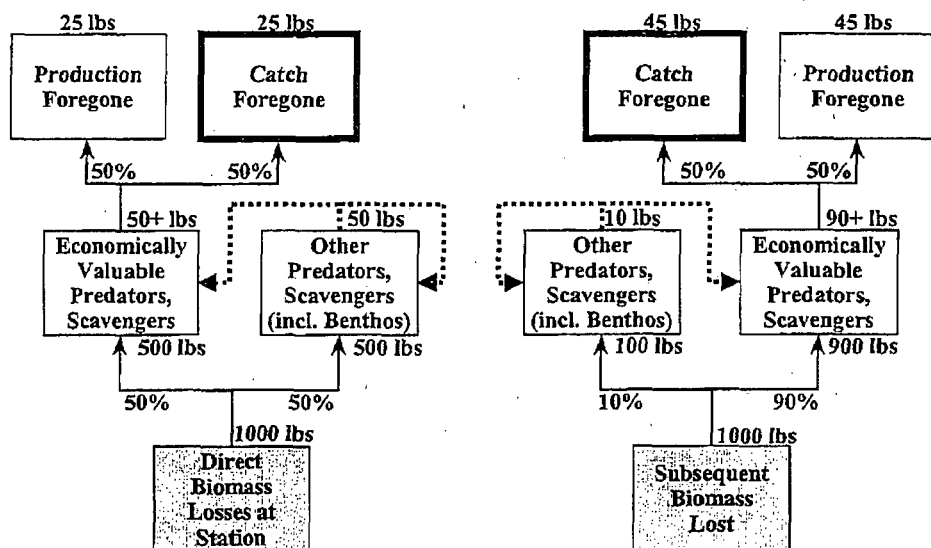 25 lbs
25 lbs
45 lbs
45 lbs
Production
Foregone
Catch
Foregone
Catch
Foregone
Production
Foregone
50%
50%
50%
50%
50+ lbs
50 lbs
10 lbs
90+ lbs
Economically
Valuable
Predators,
Scavengers
Other
Predators,
Scavengers
(incl. Benthos)
Other
Predators,
Scavengers
(incl. Benthos)
Economically
Valuable
Predators,
Scavengers
500 lbs
500 lbs
100 lbs
900 lbs
50%
50%
10%
90%
1000 lbs
1000 lbs
Direct
Biomass
Losses at
Station
Subsequent
Biomass
Lost